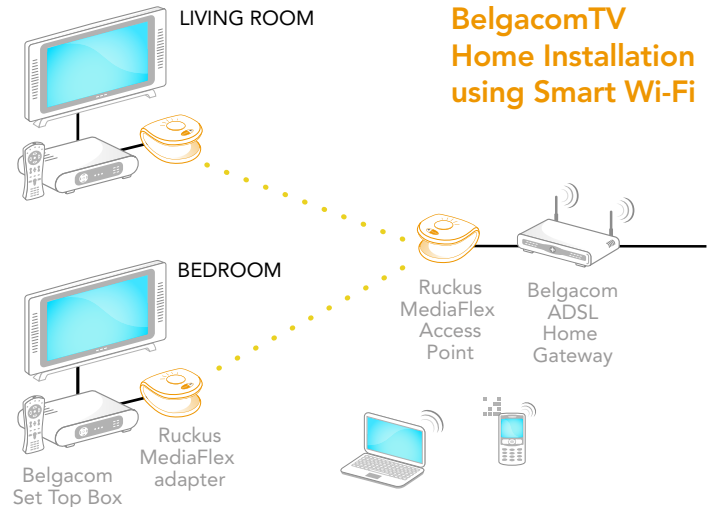 LIVING ROOM
BelgacomTV
Home Installation
using Smart Wi-Fi
BEDROOM
Ruckus
MediaFlex
Access
Point
Belgacom
ADSL
Home
Gateway
Ruckus
MediaFlex
adapter
Belgacom
Set Top Box